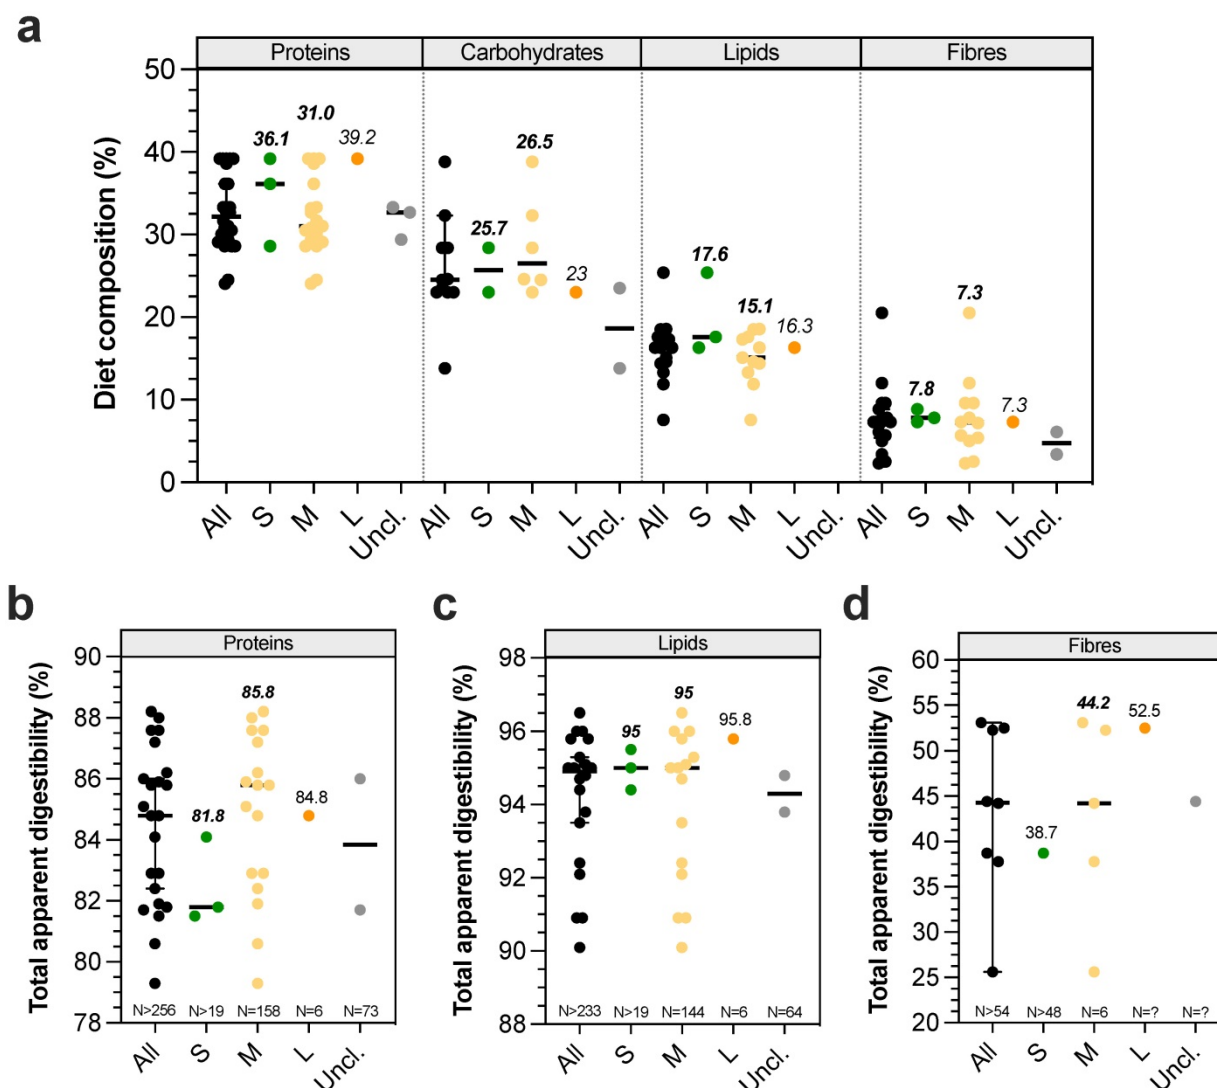 a
Proteins Carbohydrates Lipids Fibres
Diet composition (%)
50
40
30
20
10
0
36.1 31.0 39.2
25.7 26.5 23
17.6 15.1 16.3
7.8 7.3 7.3
All S M L Uncl. All S M L Uncl. All S M L Uncl. All S M L Uncl.
b
Proteins
Total apparent digestibility (%)
90
88
86
84
82
80
78
81.8 85.8 84.8
N>256 N>19 N=158 N=6 N=73
All S M L Uncl.
c
Lipids
Total apparent digestibility (%)
98
96
94
92
90
88
95 95 95.8
N>233 N>19 N=144 N=6 N=64
All S M L Uncl.
d
Fibres
Total apparent digestibility (%)
60
55
50
45
40
35
30
25
20
38.7 44.2 52.5
N>54 N>48 N=6 N=? N=?
All S M L Uncl.